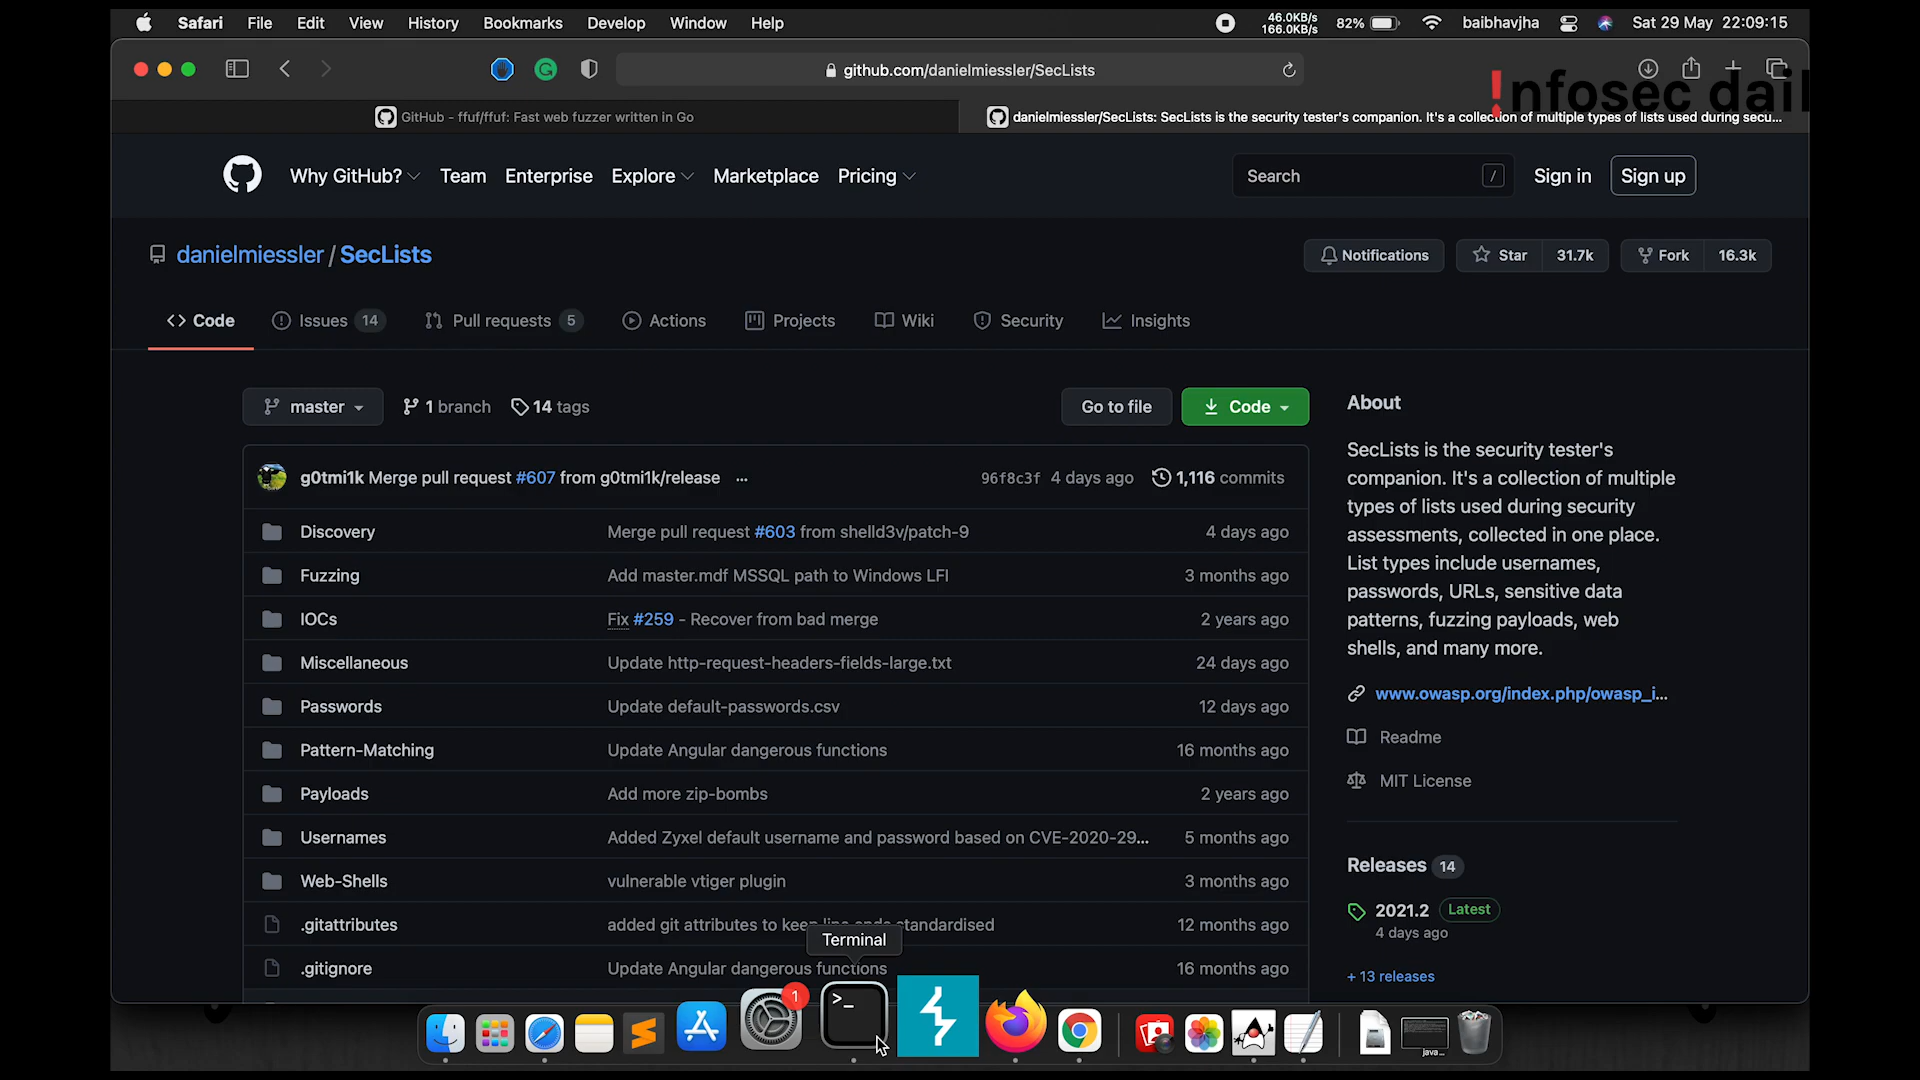 Safari File Edit View History Bookmarks Develop Window Help 46.0KB/s 166.0KB/s 82% baibhavjha Sat 29 May 22:09:15
github.com/danielmiessler/SecLists
!nfosec dail
GitHub - ffuf/ffuf: Fast web fuzzer written in Go
danielmiessler/SecLists: SecLists is the security tester's companion. It's a collection of multiple types of lists used during secu...
Why GitHub? Team Enterprise Explore Marketplace Pricing Search / Sign in Sign up
danielmiessler / SecLists Notifications Star 31.7k Fork 16.3k
<> Code Issues 14 Pull requests 5 Actions Projects Wiki Security Insights
master 1 branch 14 tags Go to file Code
g0tmi1k Merge pull request #607 from g0tmi1k/release ... 96f8c3f 4 days ago 1,116 commits
Discovery Merge pull request #603 from shelld3v/patch-9 4 days ago
Fuzzing Add master.mdf MSSQL path to Windows LFI 3 months ago
IOCs Fix #259 - Recover from bad merge 2 years ago
Miscellaneous Update http-request-headers-fields-large.txt 24 days ago
Passwords Update default-passwords.csv 12 days ago
Pattern-Matching Update Angular dangerous functions 16 months ago
Payloads Add more zip-bombs 2 years ago
Usernames Added Zyxel default username and password based on CVE-2020-29... 5 months ago
Web-Shells vulnerable vtiger plugin 3 months ago
.gitattributes added git attributes to keep line ends standardised 12 months ago
.gitignore Update Angular dangerous functions 16 months ago
About
SecLists is the security tester's
companion. It's a collection of multiple
types of lists used during security
assessments, collected in one place.
List types include usernames,
passwords, URLs, sensitive data
patterns, fuzzing payloads, web
shells, and many more.
www.owasp.org/index.php/owasp_i...
Readme
MIT License
Releases 14
2021.2 Latest
4 days ago
+ 13 releases
Terminal
1
>_
java...